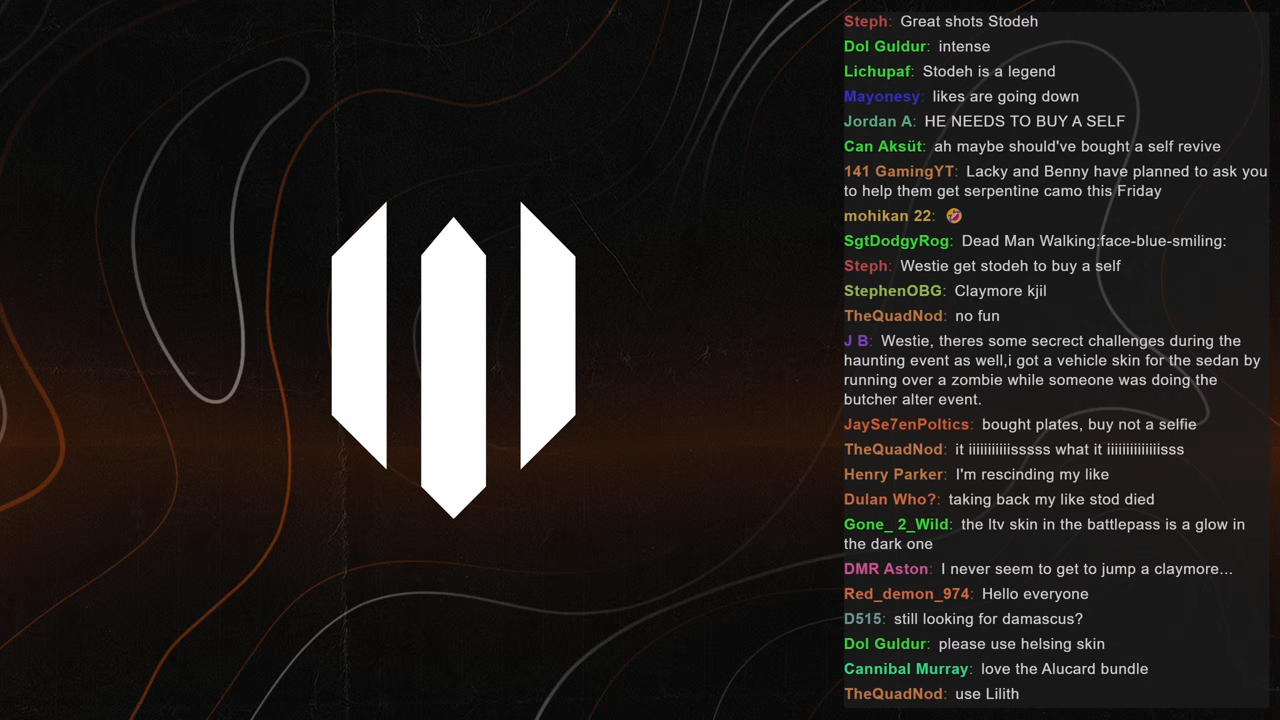 Steph: Great shots Stodeh
Dol Guldur: intense
Lichupaf: Stodeh is a legend
Mayonesy: likes are going down
Jordan A: HE NEEDS TO BUY A SELF
Can Aksüt: ah maybe should've bought a self revive
141 GamingYT: Lacky and Benny have planned to ask you
to help them get serpentine camo this Friday
mohikan 22: 🤣
SgtDodgyRog: Dead Man Walking:face-blue-smiling:
Steph: Westie get stodeh to buy a self
StephenOBG: Claymore kjil
TheQuadNod: no fun
J B: Westie, theres some secrect challenges during the
haunting event as well,i got a vehicle skin for the sedan by
running over a zombie while someone was doing the
butcher alter event.
JaySe7enPoltics: bought plates, buy not a selfie
TheQuadNod: it iiiiiiiiiiisssss what it iiiiiiiiiiiiiisss
Henry Parker: I'm rescinding my like
Dulan Who?: taking back my like stod died
Gone_ 2_Wild: the ltv skin in the battlepass is a glow in
the dark one
DMR Aston: I never seem to get to jump a claymore...
Red_demon_974: Hello everyone
D515: still looking for damascus?
Dol Guldur: please use helsing skin
Cannibal Murray: love the Alucard bundle
TheQuadNod: use Lilith